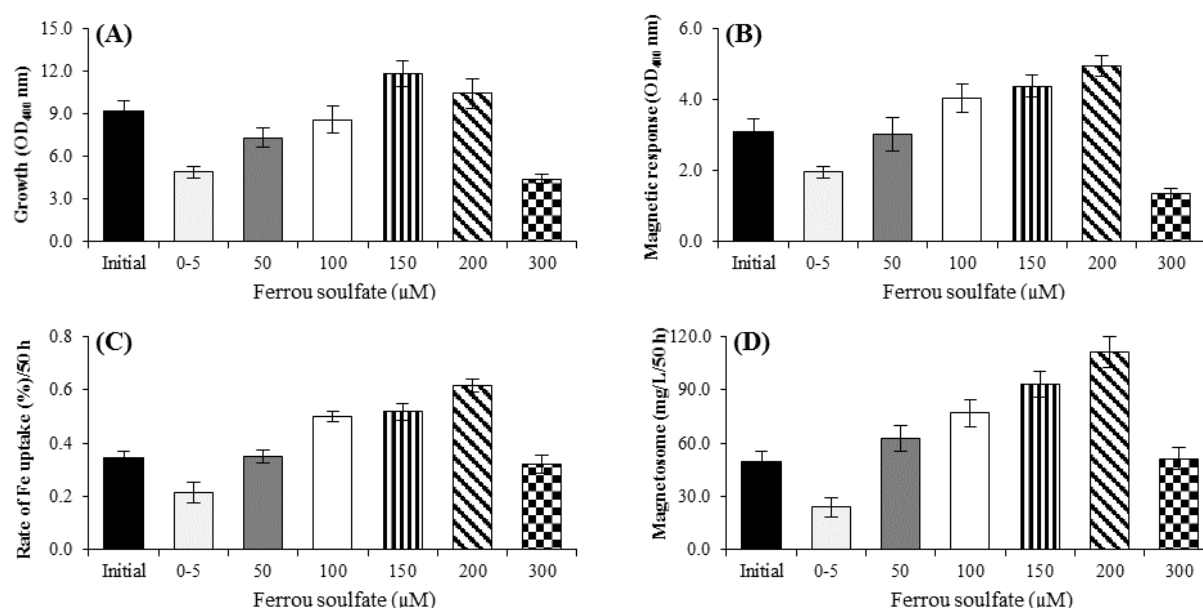 (A)
Growth (OD400 nm)
15.0
12.0
9.0
6.0
3.0
0.0
Initial 0-5 50 100 150 200 300
Ferrou soulfate (µM)
(B)
Magnetic response (OD400 nm)
6.0
4.0
2.0
0.0
Initial 0-5 50 100 150 200 300
Ferrou soulfate (µM)
(C)
Rate of Fe uptake (%)/50 h
0.8
0.6
0.4
0.2
0.0
Initial 0-5 50 100 150 200 300
Ferrou soulfate (µM)
(D)
Magnetosome (mg/L/50 h)
120.0
90.0
60.0
30.0
0.0
Initial 0-5 50 100 150 200 300
Ferrou soulfate (µM)